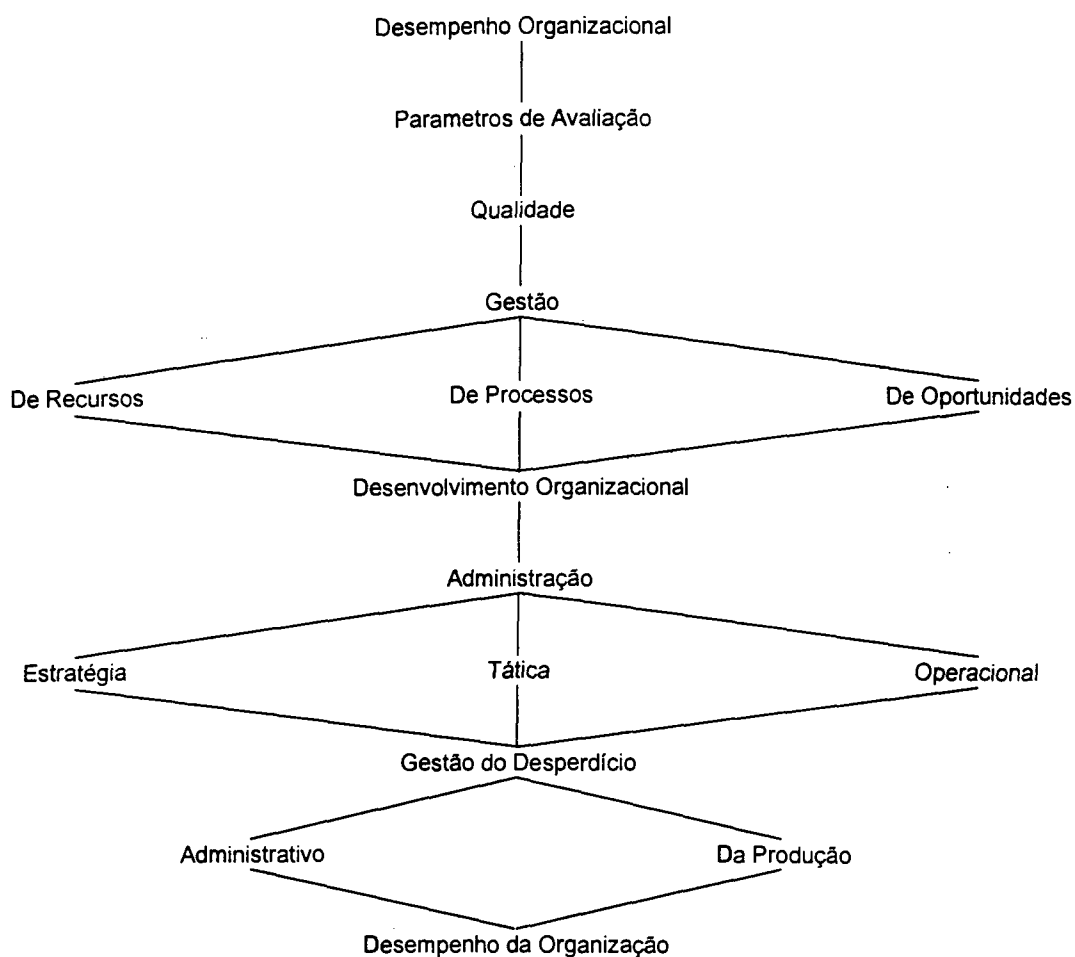 Desempenho Organizacional
Parametros de Avaliação
Qualidade
Gestão
De Recursos
De Processos
De Oportunidades
Desenvolvimento Organizacional
Administração
Estratégia
Tática
Operacional
Gestão do Desperdício
Administrativo
Da Produção
Desempenho da Organização